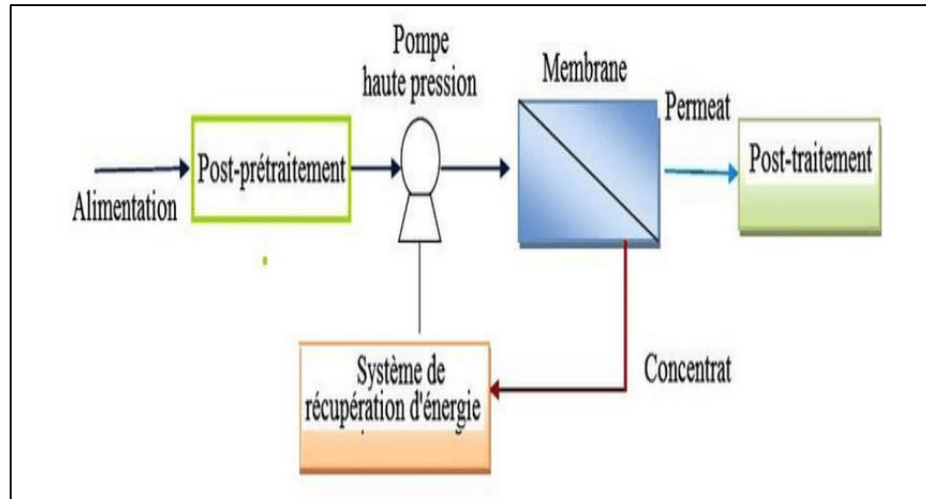 Pompe
haute pression
Membrane
Permeat
Post-prétraitement
Post-traitement
Alimentation
Système de
récupération d'énergie
Concentrat